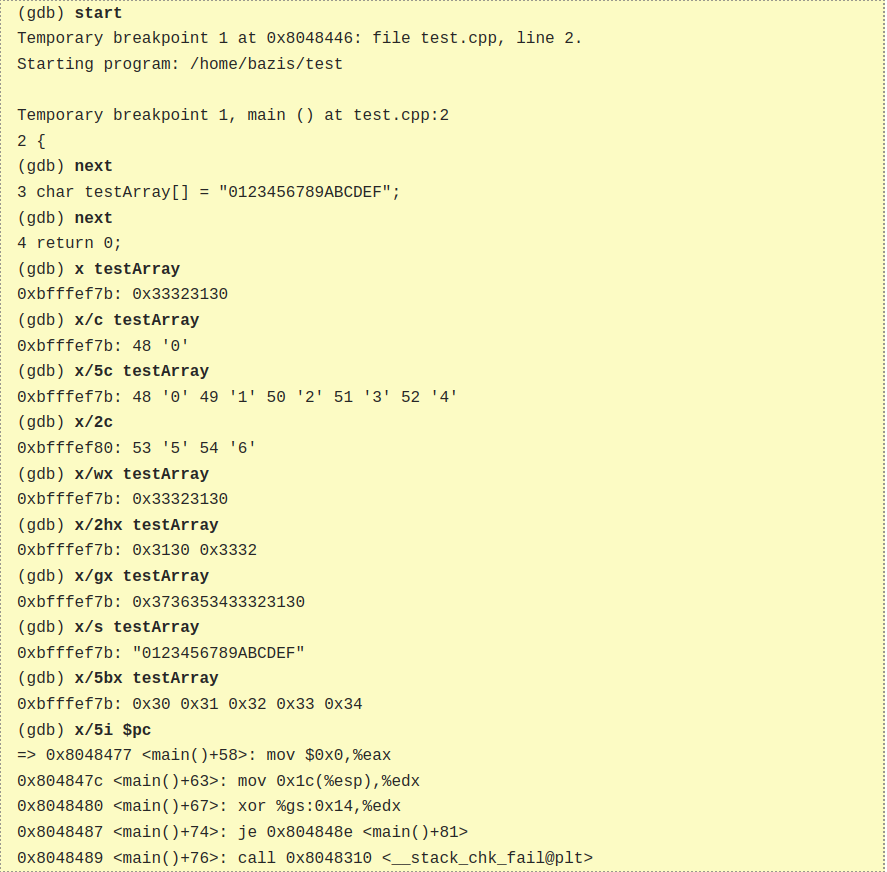 (gdb) start
Temporary breakpoint 1 at 0x8048446: file test.cpp, line 2.
Starting program: /home/bazis/test
Temporary breakpoint 1, main () at test.cpp:2
2 {
(gdb) next
3 char testArray[] = "0123456789ABCDEF";
(gdb) next
4 return 0;
(gdb) x testArray
0xbfffef7b: 0x33323130
(gdb) x/c testArray
0xbfffef7b: 48 '0'
(gdb) x/5c testArray
0xbfffef7b: 48 '0' 49 '1' 50 '2' 51 '3' 52 '4'
(gdb) x/2c
0xbfffef80: 53 '5' 54 '6'
(gdb) x/wx testArray
0xbfffef7b: 0x33323130
(gdb) x/2hx testArray
0xbfffef7b: 0x3130 0x3332
(gdb) x/gx testArray
0xbfffef7b: 0x3736353433323130
(gdb) x/s testArray
0xbfffef7b: "0123456789ABCDEF"
(gdb) x/5bx testArray
0xbfffef7b: 0x30 0x31 0x32 0x33 0x34
(gdb) x/5i $pc
=> 0x8048477 <main()+58>: mov $0x0,%eax
0x804847c <main()+63>: mov 0x1c(%esp),%edx
0x8048480 <main()+67>: xor %gs:0x14,%edx
0x8048487 <main()+74>: je 0x804848e <main()+81>
0x8048489 <main()+76>: call 0x8048310 <__stack_chk_fail@plt>